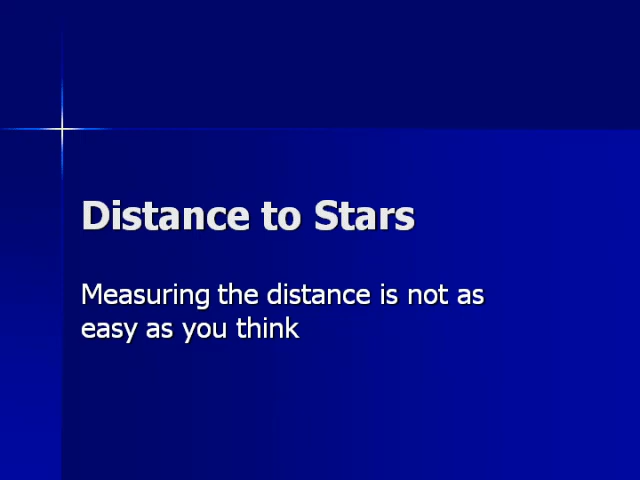 Distance to Stars
Measuring the distance is not as
easy as you think